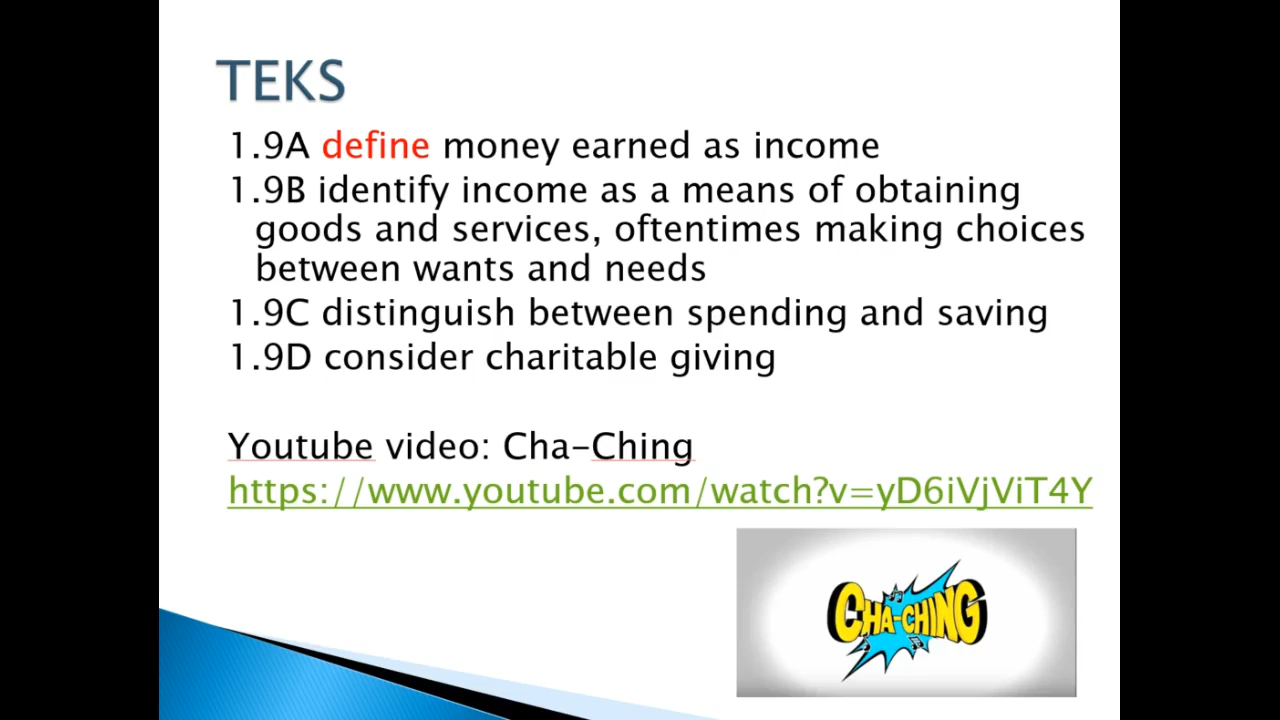 TEKS
1.9A define money earned as income
1.9B identify income as a means of obtaining
goods and services, oftentimes making choices
between wants and needs
1.9C distinguish between spending and saving
1.9D consider charitable giving
Youtube video: Cha-Ching
https://www.youtube.com/watch?v=yD6iVjViT4Y
CHA-CHING